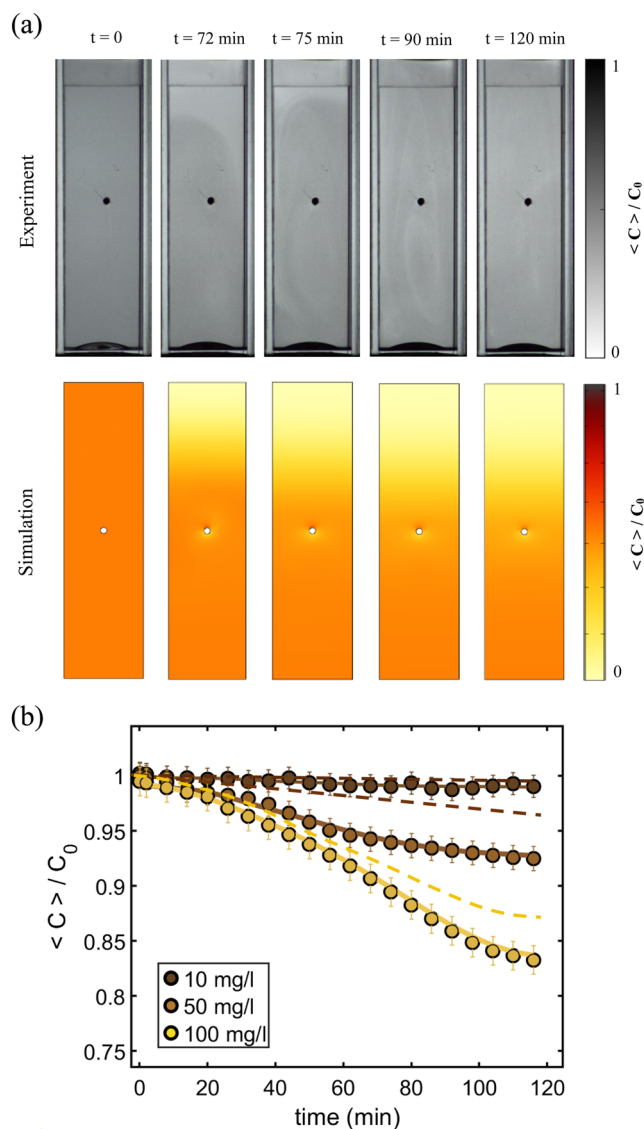 (a)
t = 0
t = 72 min
t = 75 min
t = 90 min
t = 120 min
Experiment
1
< C > / C₀
0
Simulation
1
< C > / C₀
0
(b)
< C > / C₀
1
0.95
0.9
0.85
0.8
0.75
10 mg/l
50 mg/l
100 mg/l
0 20 40 60 80 100 120
time (min)